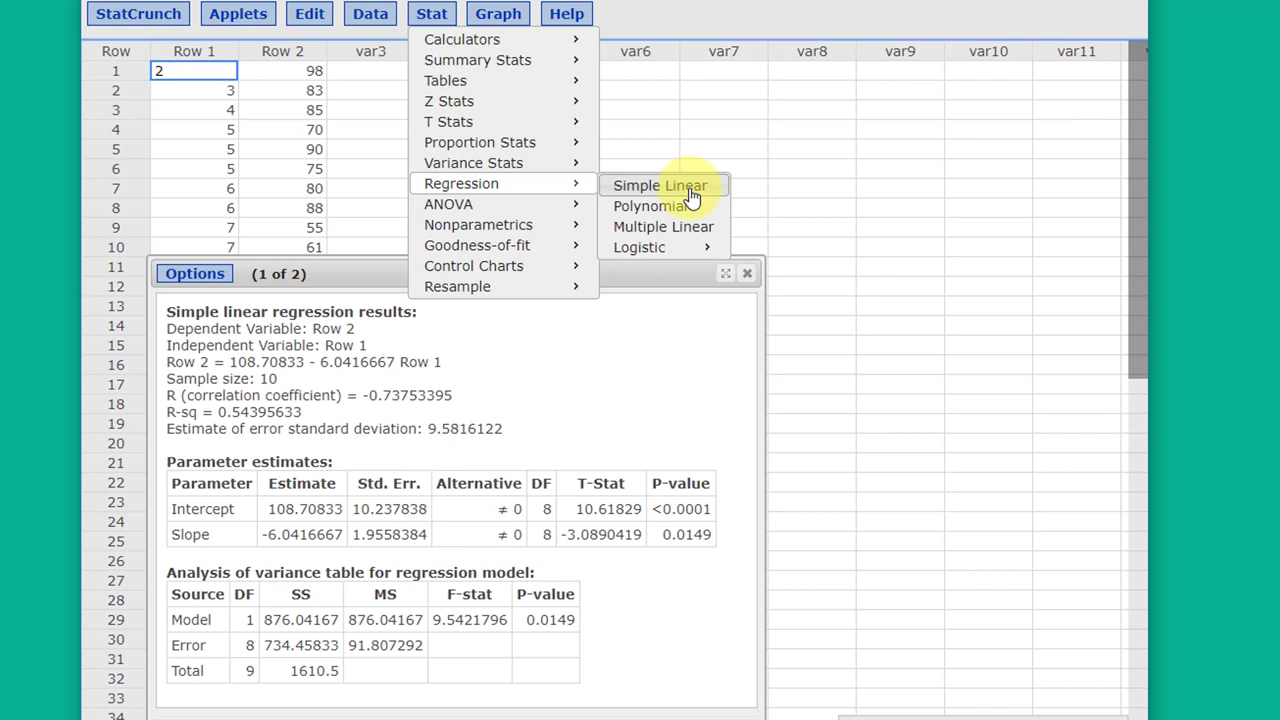 StatCrunch Applets Edit Data Stat Graph Help
Row Row 1 Row 2 var3 var6 var7 var8 var9 var10 var11
1 2 98
2 3 83
3 4 85
4 5 70
5 5 90
6 5 75
7 6 80
8 6 88
9 7 55
10 7 61
11
12
13
14
15
16
17
18
19
20
21
22
23
24
25
26
27
28
29
30
31
32
33
34
Calculators
Summary Stats
Tables
Z Stats
T Stats
Proportion Stats
Variance Stats
Regression
ANOVA
Nonparametrics
Goodness-of-fit
Control Charts
Resample
Simple Linear
Polynomial
Multiple Linear
Logistic
Options (1 of 2)
Simple linear regression results:
Dependent Variable: Row 2
Independent Variable: Row 1
Row 2 = 108.70833 - 6.0416667 Row 1
Sample size: 10
R (correlation coefficient) = -0.73753395
R-sq = 0.54395633
Estimate of error standard deviation: 9.5816122
Parameter estimates:
Parameter Estimate Std. Err. Alternative DF T-Stat P-value
Intercept 108.70833 10.237838 ≠ 0 8 10.61829 <0.0001
Slope -6.0416667 1.9558384 ≠ 0 8 -3.0890419 0.0149
Analysis of variance table for regression model:
Source DF SS MS F-stat P-value
Model 1 876.04167 876.04167 9.5421796 0.0149
Error 8 734.45833 91.807292
Total 9 1610.5